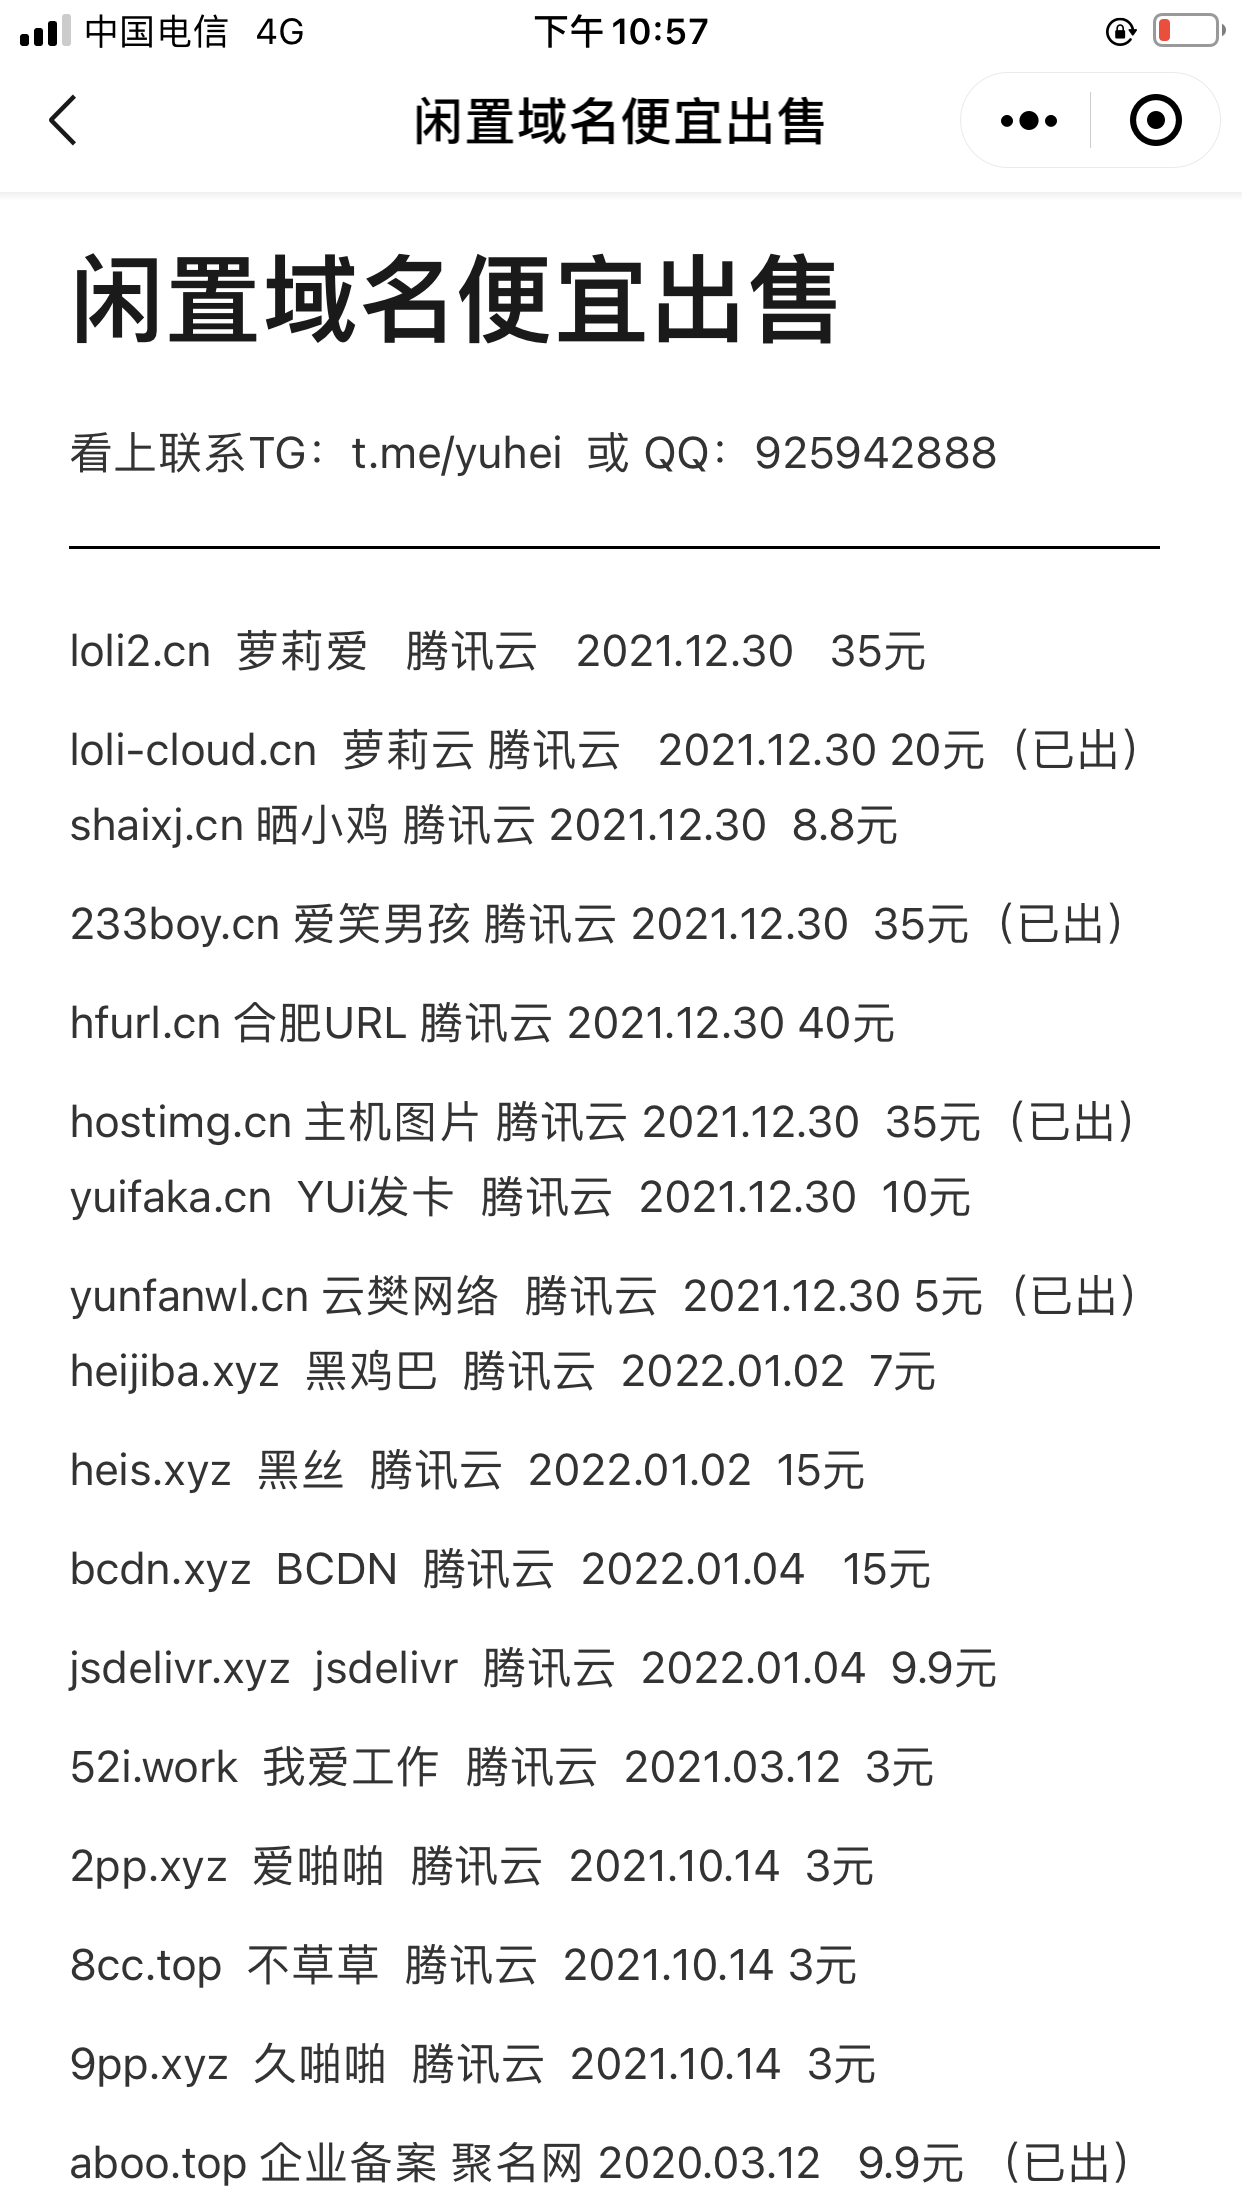 中国电信 4G 下午10:57
闲置域名便宜出售
闲置域名便宜出售
看上联系TG：t.me/yuhei 或 QQ：925942888
loli2.cn 萝莉爱 腾讯云 2021.12.30 35元
loli-cloud.cn 萝莉云 腾讯云 2021.12.30 20元（已出）
shaixj.cn 晒小鸡 腾讯云 2021.12.30 8.8元
233boy.cn 爱笑男孩 腾讯云 2021.12.30 35元（已出）
hfurl.cn 合肥URL 腾讯云 2021.12.30 40元
hostimg.cn 主机图片 腾讯云 2021.12.30 35元（已出）
yuifaka.cn YUi发卡 腾讯云 2021.12.30 10元
yunfanwl.cn 云樊网络 腾讯云 2021.12.30 5元（已出）
heijiba.xyz 黑鸡巴 腾讯云 2022.01.02 7元
heis.xyz 黑丝 腾讯云 2022.01.02 15元
bcdn.xyz BCDN 腾讯云 2022.01.04 15元
jsdelivr.xyz jsdelivr 腾讯云 2022.01.04 9.9元
52i.work 我爱工作 腾讯云 2021.03.12 3元
2pp.xyz 爱啪啪 腾讯云 2021.10.14 3元
8cc.top 不草草 腾讯云 2021.10.14 3元
9pp.xyz 久啪啪 腾讯云 2021.10.14 3元
aboo.top 企业备案 聚名网 2020.03.12 9.9元 （已出）